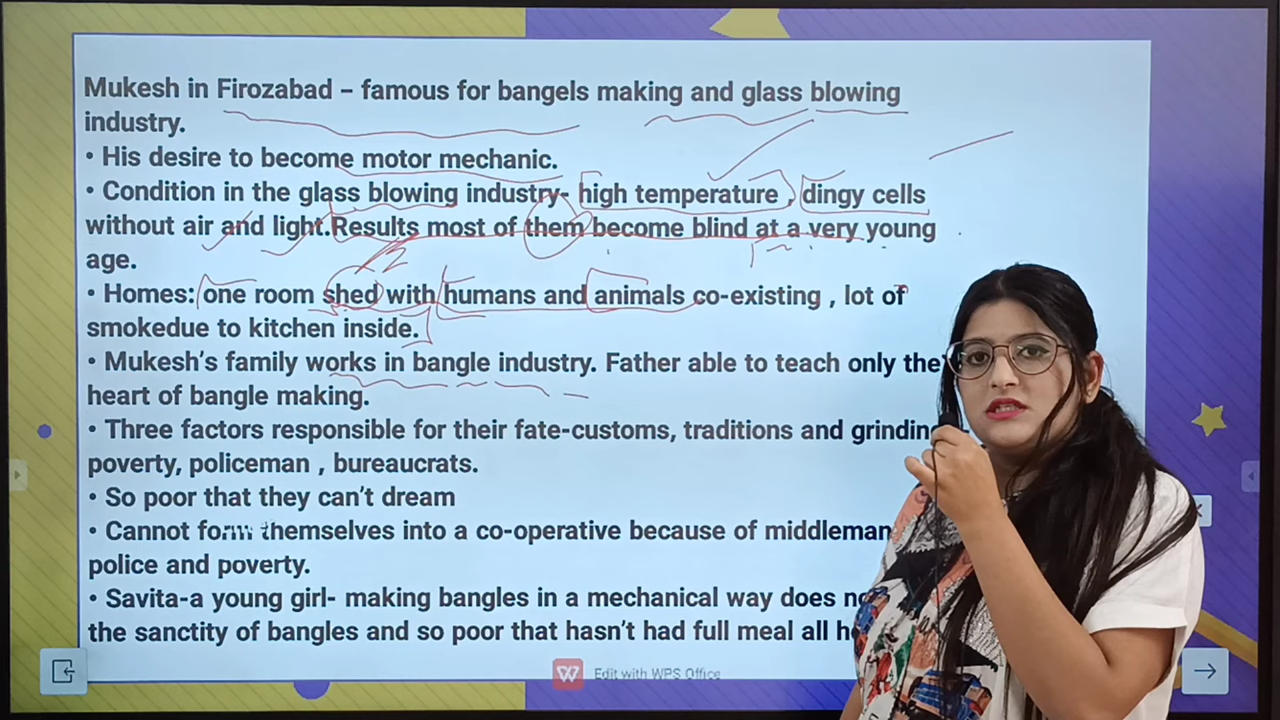 Mukesh in Firozabad – famous for bangels making and glass blowing
industry.
• His desire to become motor mechanic.
• Condition in the glass blowing industry- high temperature , dingy cells
without air and light.Results most of them become blind at a very young
age.
• Homes: one room shed with humans and animals co-existing , lot of
smokedue to kitchen inside.
• Mukesh's family works in bangle industry. Father able to teach only the
heart of bangle making.
• Three factors responsible for their fate-customs, traditions and grinding
poverty, policeman , bureaucrats.
• So poor that they can't dream
• Cannot form themselves into a co-operative because of middleman
police and poverty.
• Savita-a young girl- making bangles in a mechanical way does
the sanctity of bangles and so poor that hasn't had full meal all
Edit with WPS Office